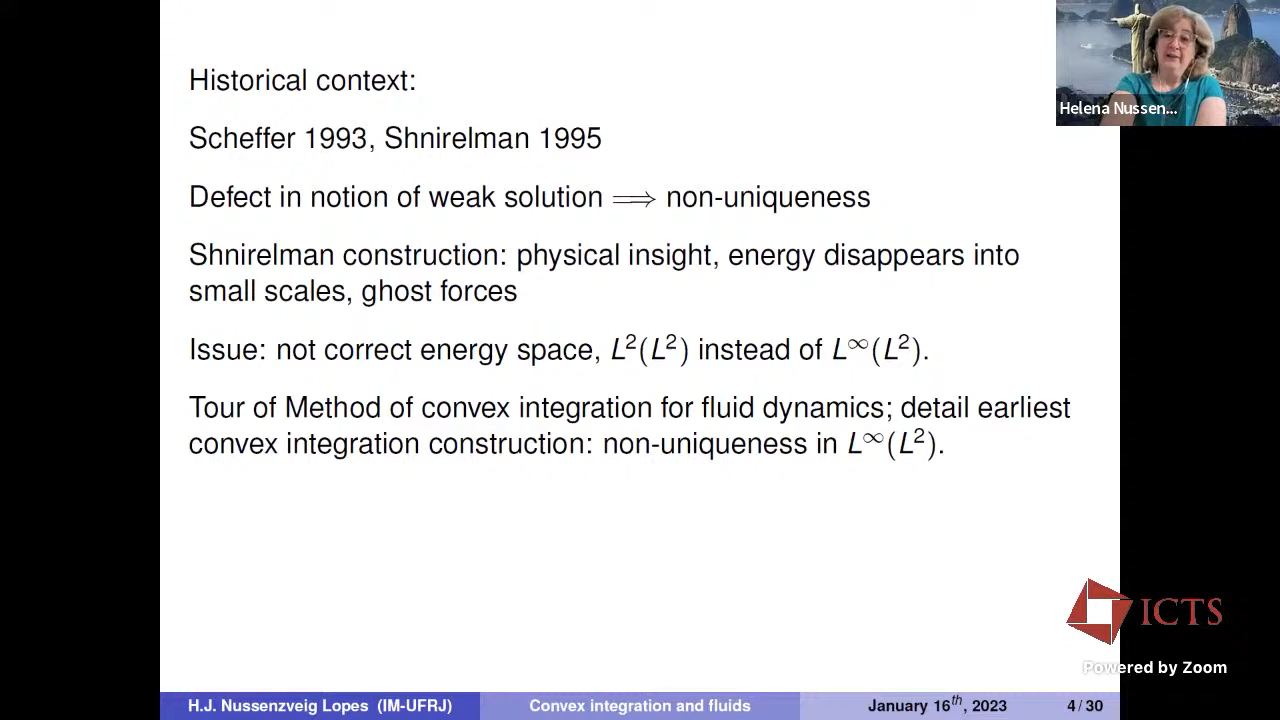 Historical context:
Scheffer 1993, Shnirelman 1995
Defect in notion of weak solution ⟹ non-uniqueness
Shnirelman construction: physical insight, energy disappears into
small scales, ghost forces
Issue: not correct energy space, L²(L²) instead of L^∞(L²).
Tour of Method of convex integration for fluid dynamics; detail earliest
convex integration construction: non-uniqueness in L^∞(L²).
Helena Nussen...
ICTS
Powered by Zoom
H.J. Nussenzveig Lopes (IM-UFRJ) Convex integration and fluids January 16th, 2023 4 / 30